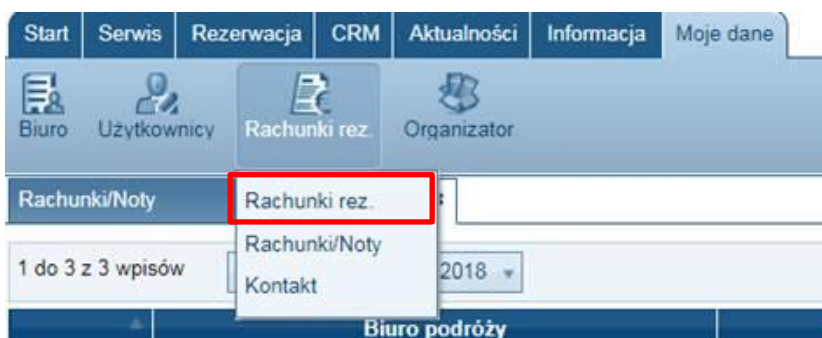 Start Serwis Rezerwacja CRM Aktualności Informacja Moje dane
Biuro Użytkownicy Rachunki rez. Organizator
Rachunki/Noty
Rachunki rez.
Rachunki/Noty
Kontakt
1 do 3 z 3 wpisów 2018
Biuro podróży